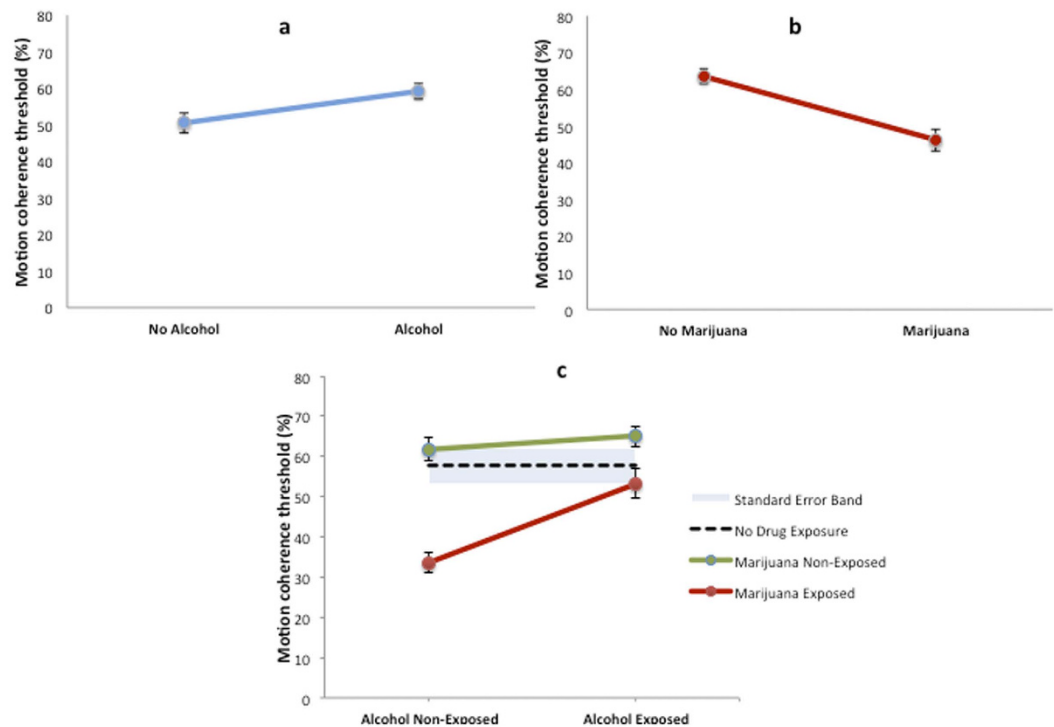 a
Motion coherence threshold (%)
80
70
60
50
40
30
20
10
0
No Alcohol Alcohol
b
Motion coherence threshold (%)
80
70
60
50
40
30
20
10
0
No Marijuana Marijuana
c
Motion coherence threshold (%)
80
70
60
50
40
30
20
10
0
Alcohol Non-Exposed Alcohol Exposed
Standard Error Band
No Drug Exposure
Marijuana Non-Exposed
Marijuana Exposed